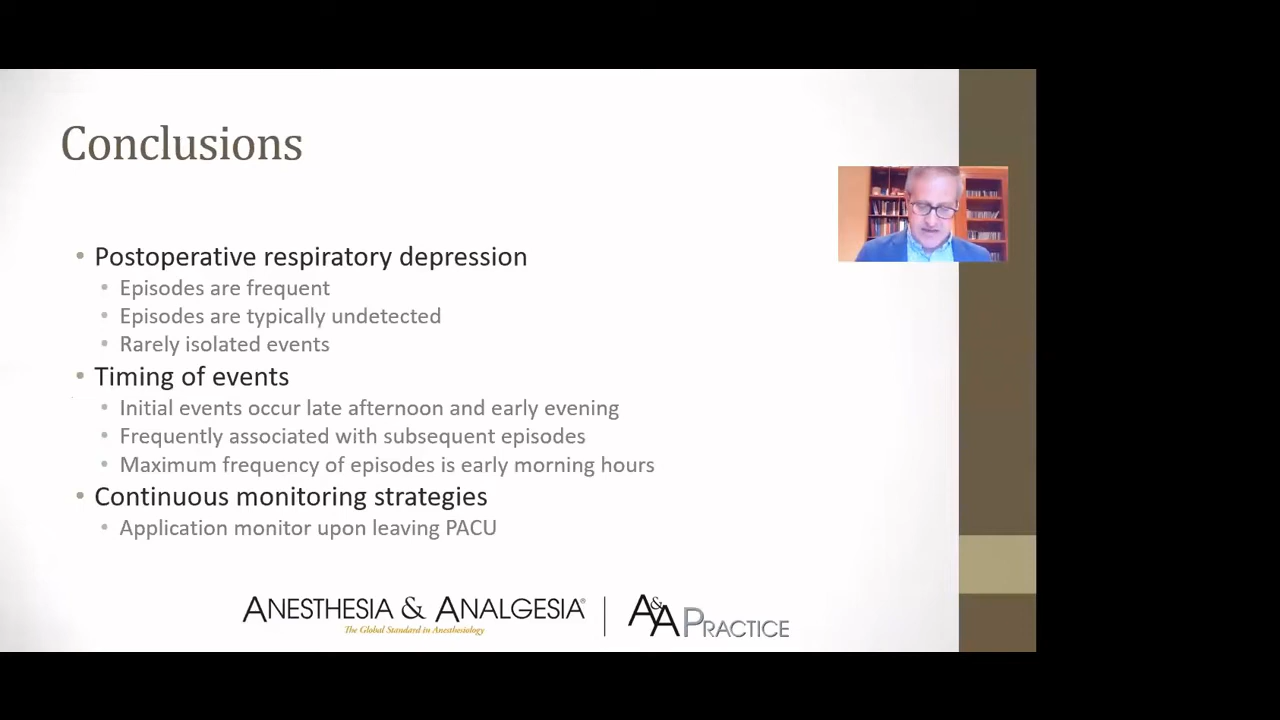 Conclusions
• Postoperative respiratory depression
• Episodes are frequent
• Episodes are typically undetected
• Rarely isolated events
• Timing of events
• Initial events occur late afternoon and early evening
• Frequently associated with subsequent episodes
• Maximum frequency of episodes is early morning hours
• Continuous monitoring strategies
• Application monitor upon leaving PACU
ANESTHESIA & ANALGESIA®
The Global Standard in Anesthesiology
A&A PRACTICE